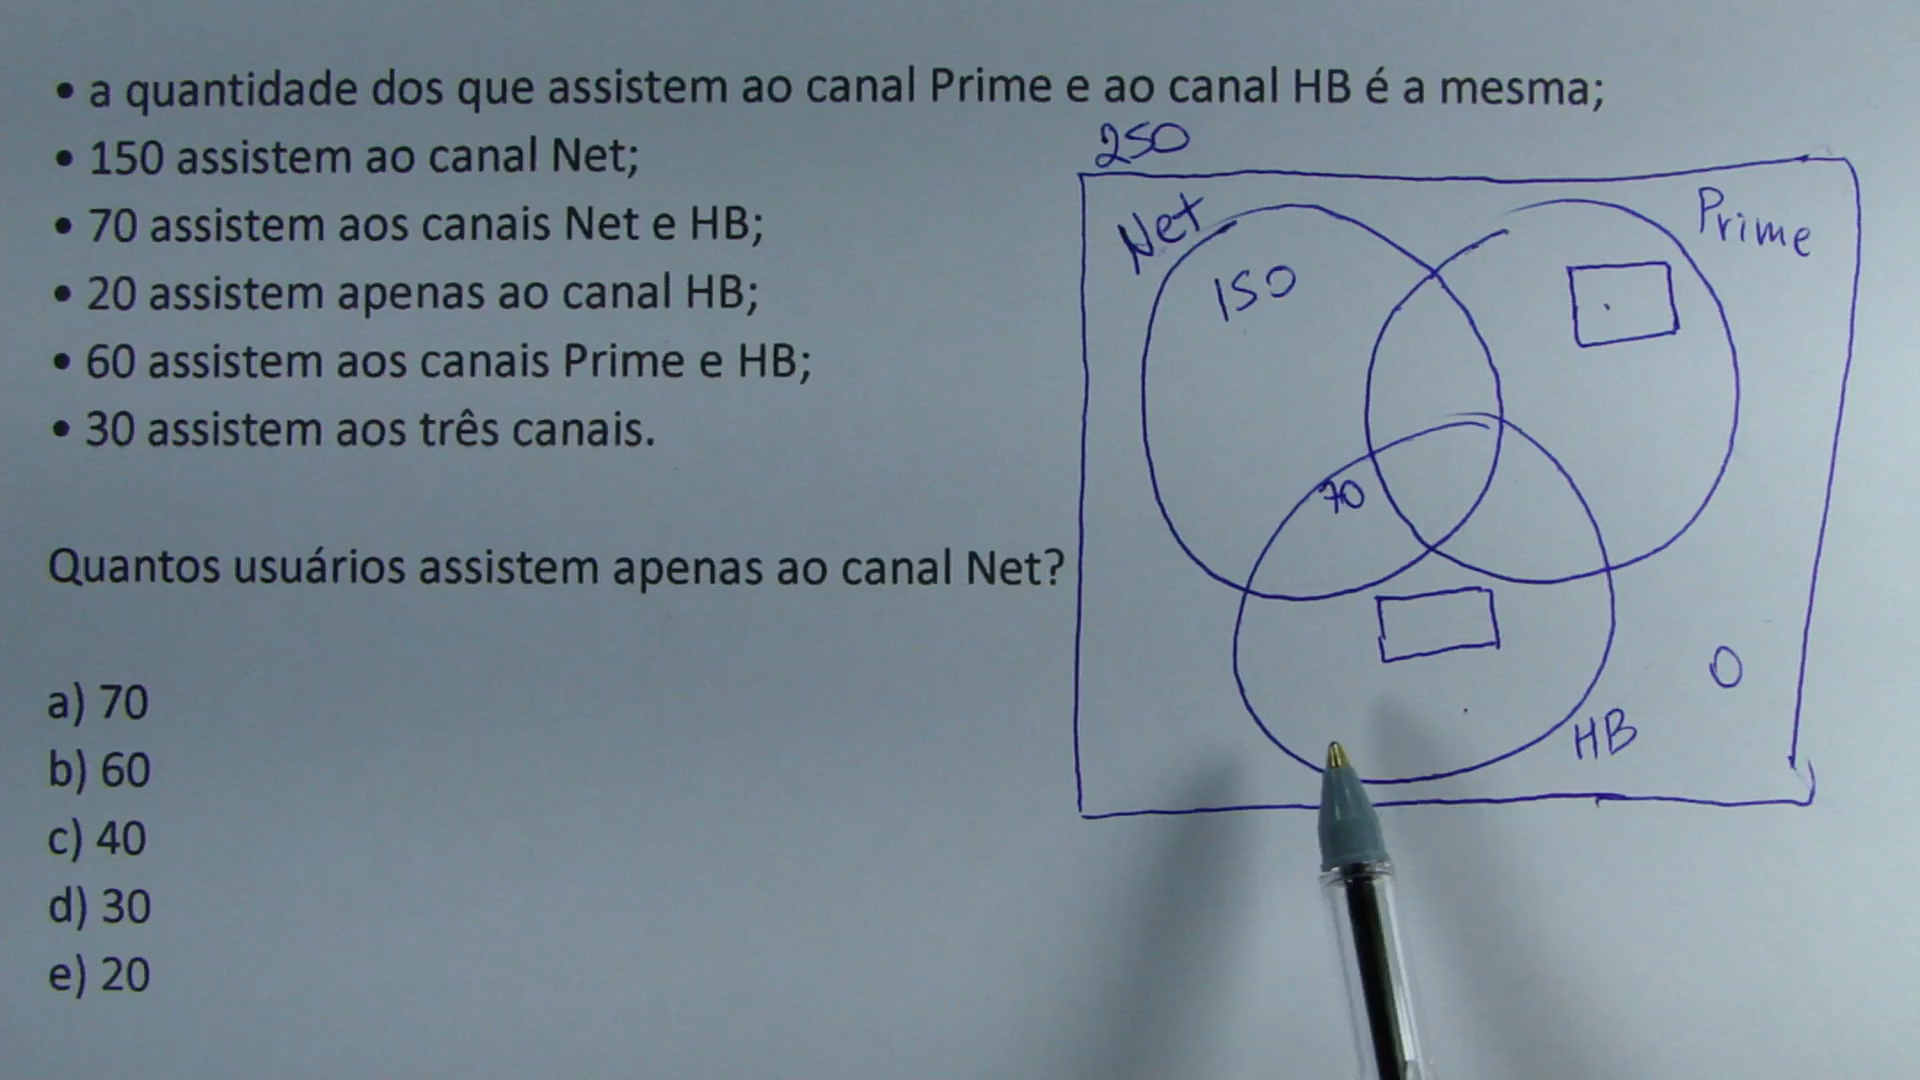 • a quantidade dos que assistem ao canal Prime e ao canal HB é a mesma;
• 150 assistem ao canal Net;
• 70 assistem aos canais Net e HB;
• 20 assistem apenas ao canal HB;
• 60 assistem aos canais Prime e HB;
• 30 assistem aos três canais.
Quantos usuários assistem apenas ao canal Net?
a) 70
b) 60
c) 40
d) 30
e) 20
250
Net
Prime
150
70
0
HB